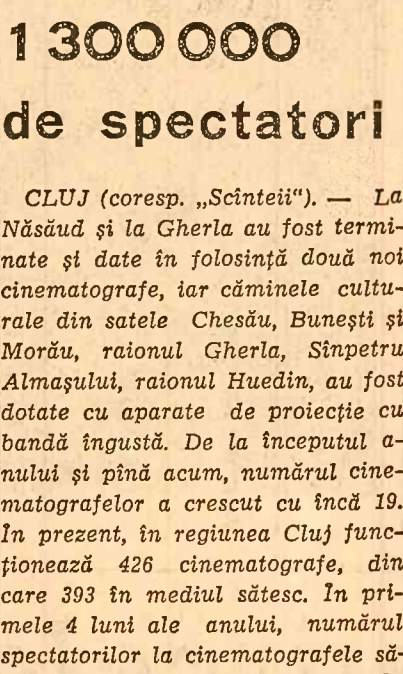 1 300 000
de spectatori
CLUJ (coresp. „Scînteii“). — La
Năsăud și la Gherla au fost termi-
nate și date în folosință două noi
cinematografe, iar căminele cultu-
rale din satele Chesău, Bunești și
Morău, raionul Gherla, Sînpetru
Almașului, raionul Huedin, au fost
dotate cu aparate de proiecție cu
bandă îngustă. De la începutul a-
nului și pînă acum, numărul cine-
matografelor a crescut cu încă 19.
În prezent, în regiunea Cluj func-
ționează 426 cinematografe, din
care 393 în mediul sătesc. În pri-
mele 4 luni ale anului, numărul
spectatorilor la cinematografele să-